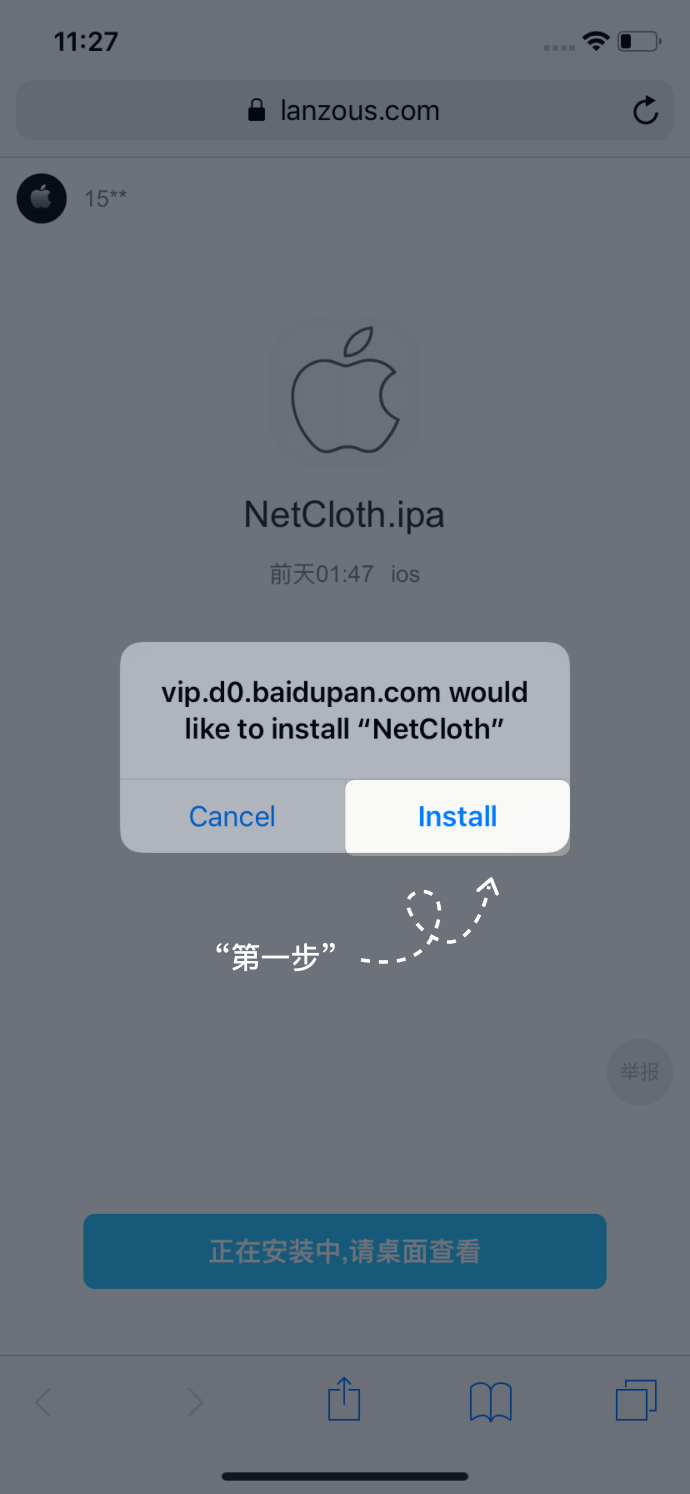 11:27
lanzous.com
15**
NetCloth.ipa
前天01:47 ios
vip.d0.baidupan.com would
like to install “NetCloth”
Cancel
Install
“第一步”
举报
正在安装中,请桌面查看